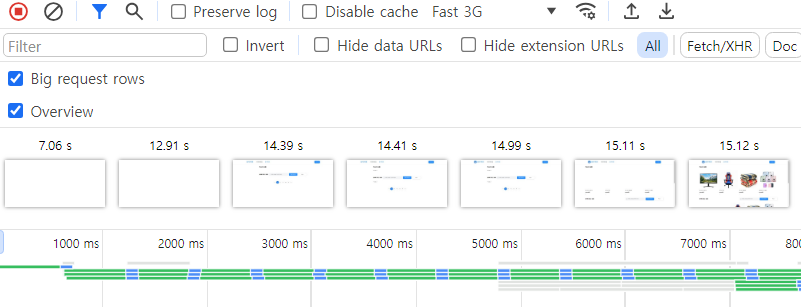 Preserve log Disable cache Fast 3G
Filter Invert Hide data URLs Hide extension URLs All Fetch/XHR Doc
Big request rows
Overview
7.06 s 12.91 s 14.39 s 14.41 s 14.99 s 15.11 s 15.12 s
1000 ms 2000 ms 3000 ms 4000 ms 5000 ms 6000 ms 7000 ms 80